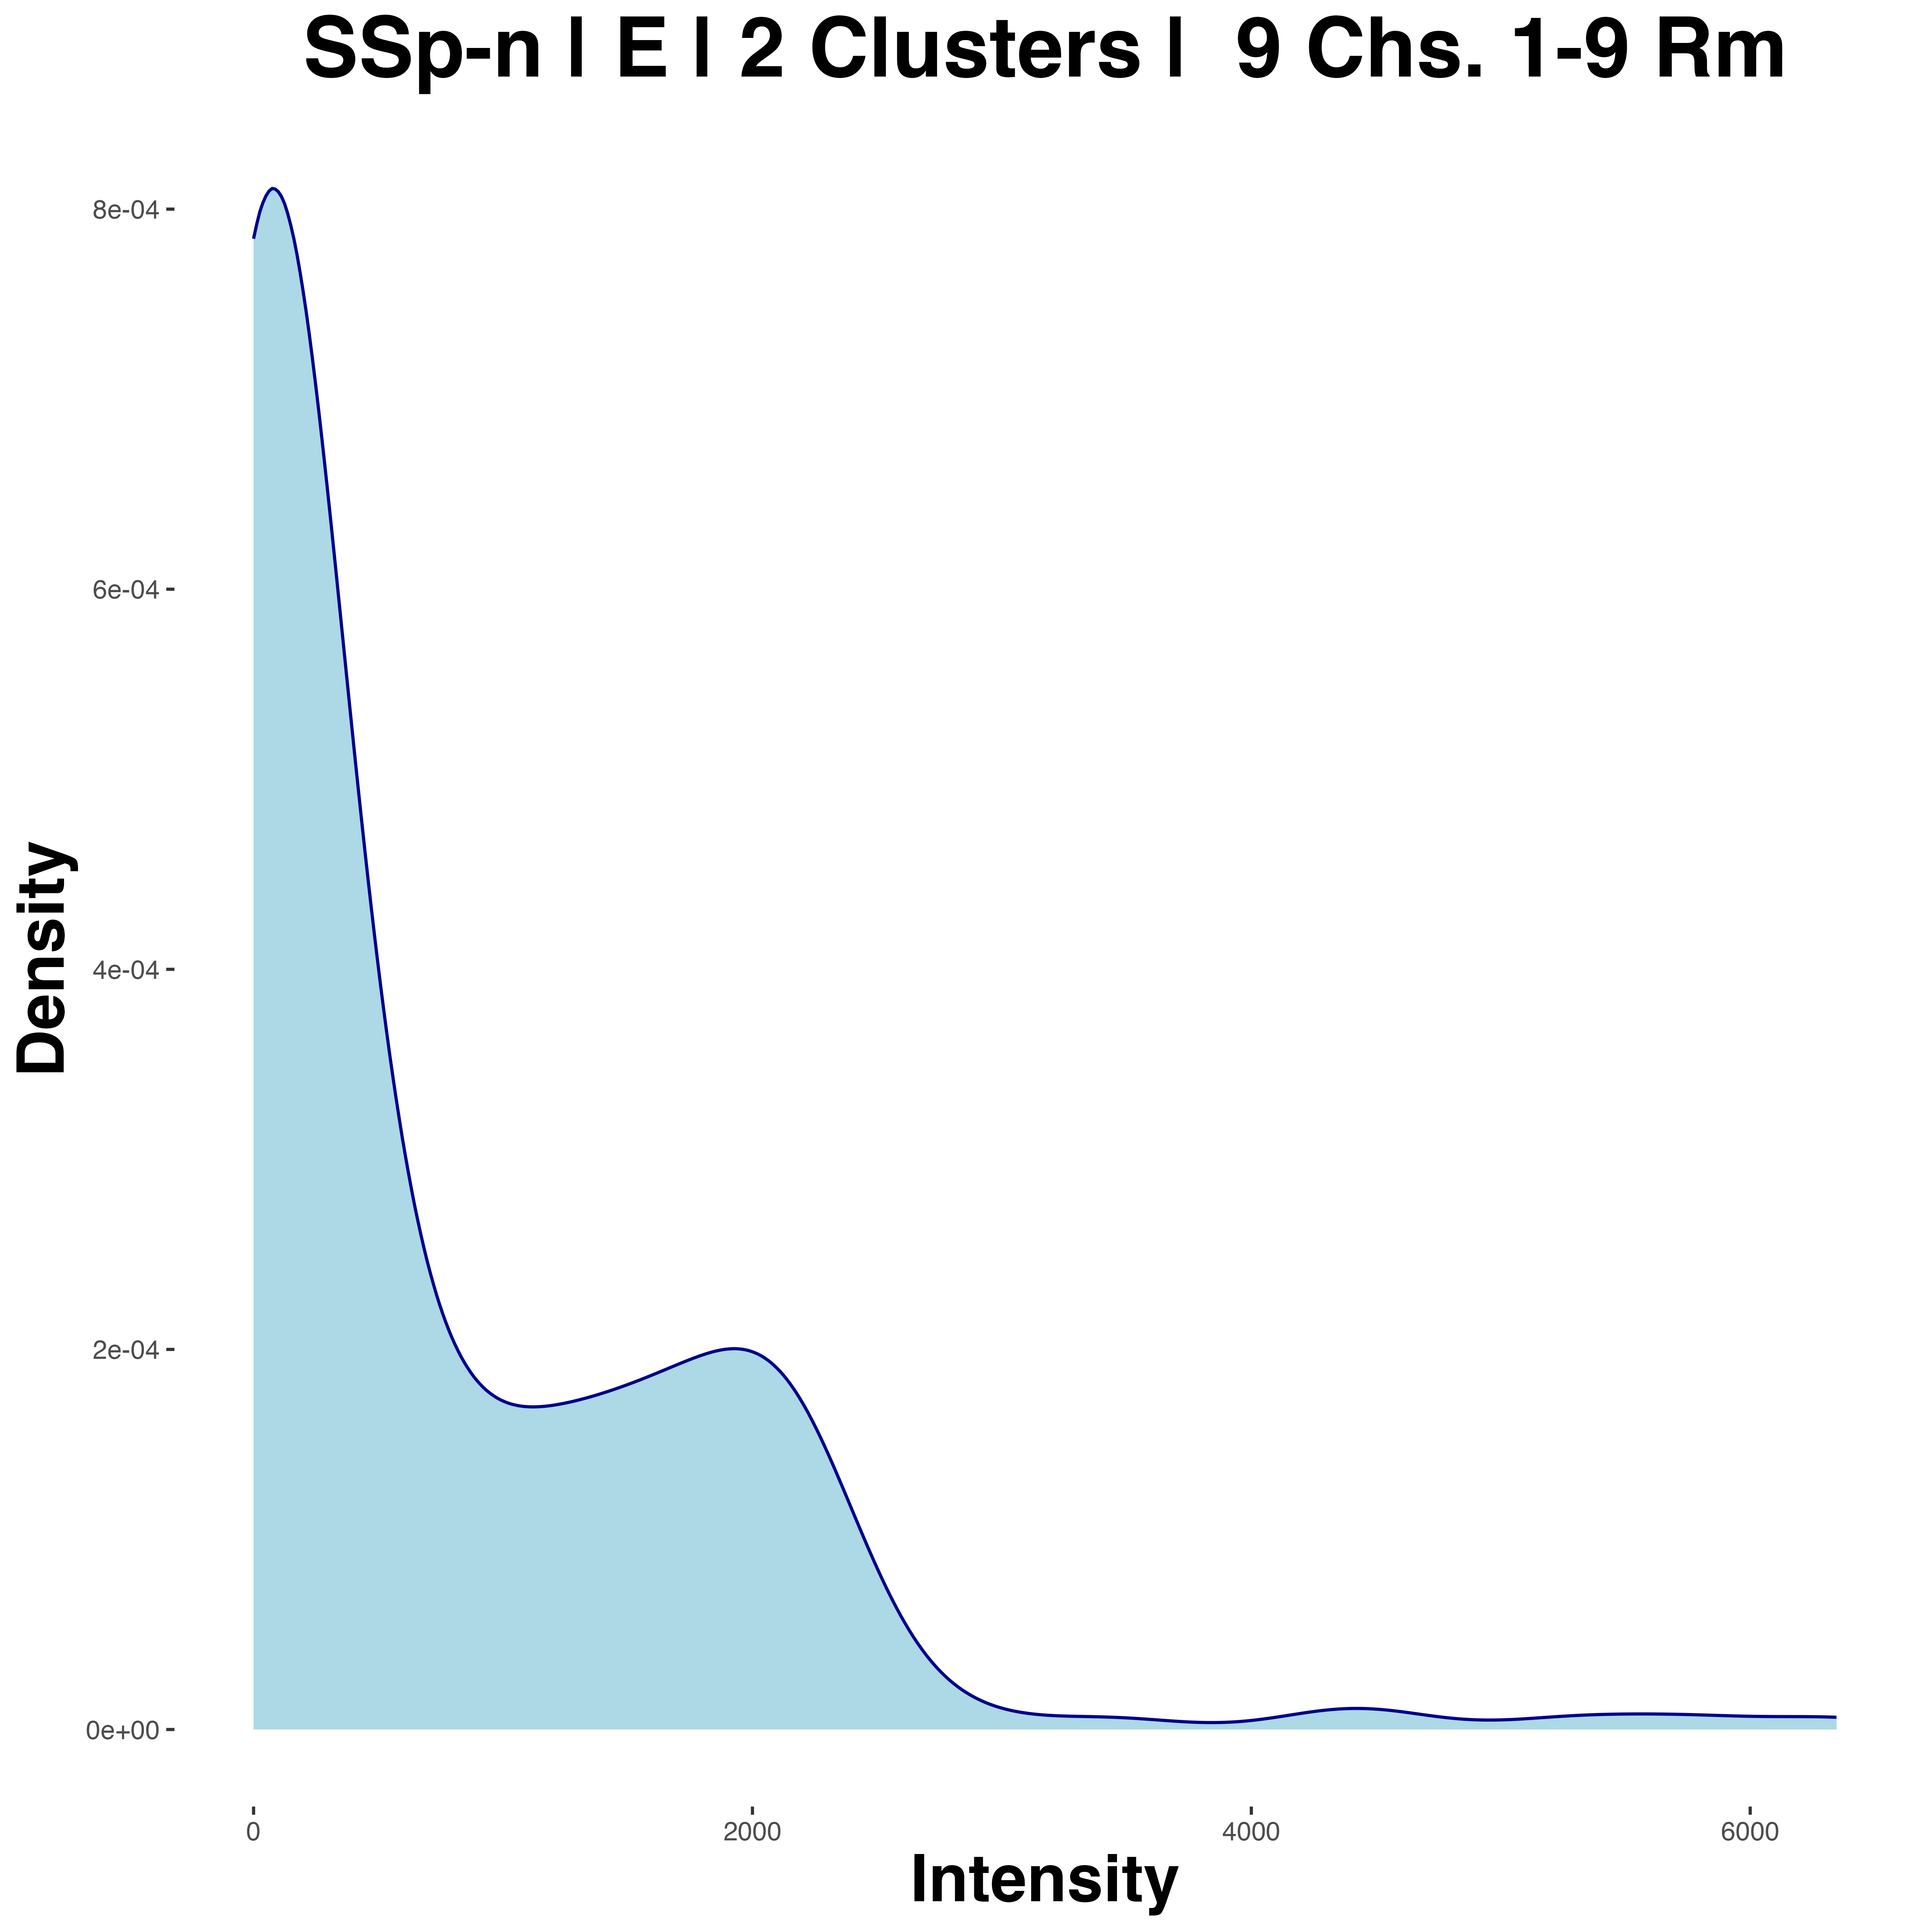 SSp-n | E | 2 Clusters |  9 Chs. 1-9 Rm
8e-04
6e-04
4e-04
2e-04
0e+00
Density
0 2000 4000 6000
Intensity